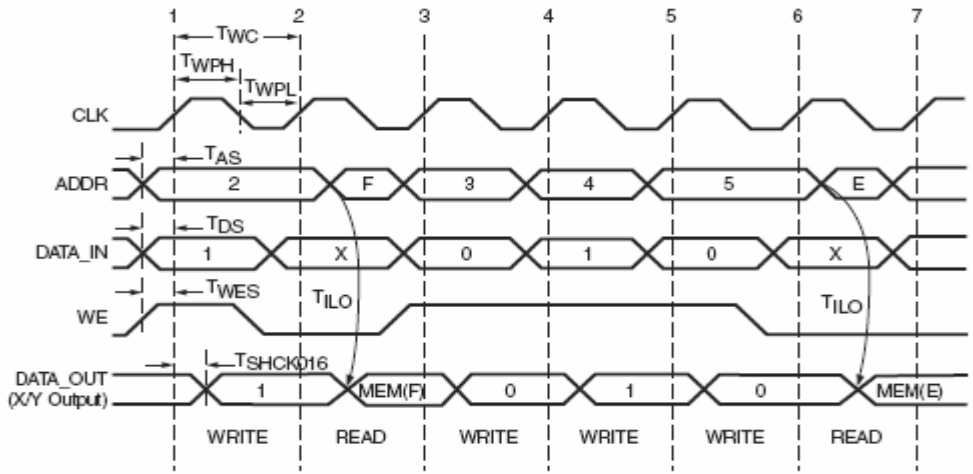 1 2 3 4 5 6 7
TWC
TWPH
TWPL
CLK
TAS
ADDR 2 F 3 4 5 E
TDS
DATA_IN 1 X 0 1 0 X
TWES
TILO TILO
WE
TSHCKO16
DATA_OUT 1 MEM(F) 0 1 0 MEM(E)
(X/Y Output)
WRITE READ WRITE WRITE WRITE READ